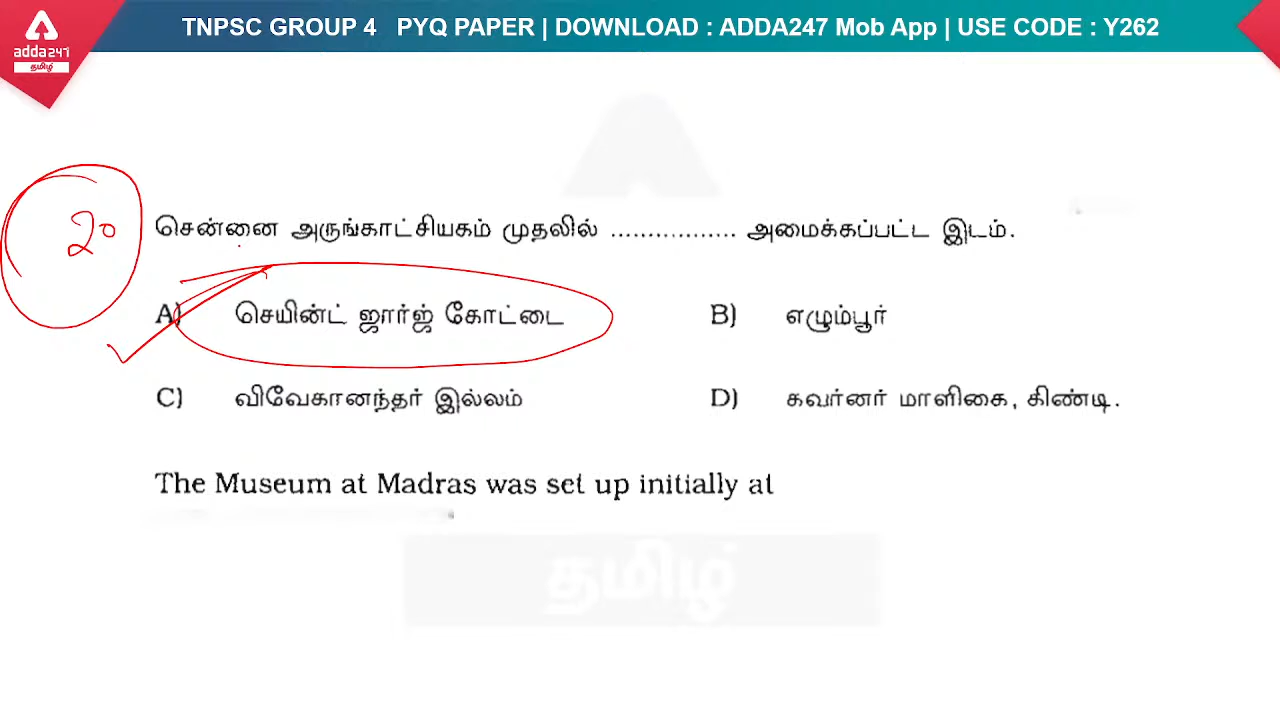 TNPSC GROUP 4 PYQ PAPER | DOWNLOAD : ADDA247 Mob App | USE CODE : Y262
adda247
தமிழ்
20
சென்னை அருங்காட்சியகம் முதலில் ................. அமைக்கப்பட்ட இடம்.
A) செயின்ட் ஜார்ஜ் கோட்டை B) எழும்பூர்
C) விவேகானந்தர் இல்லம் D) கவர்னர் மாளிகை, கிண்டி.
The Museum at Madras was set up initially at
தமிழ்